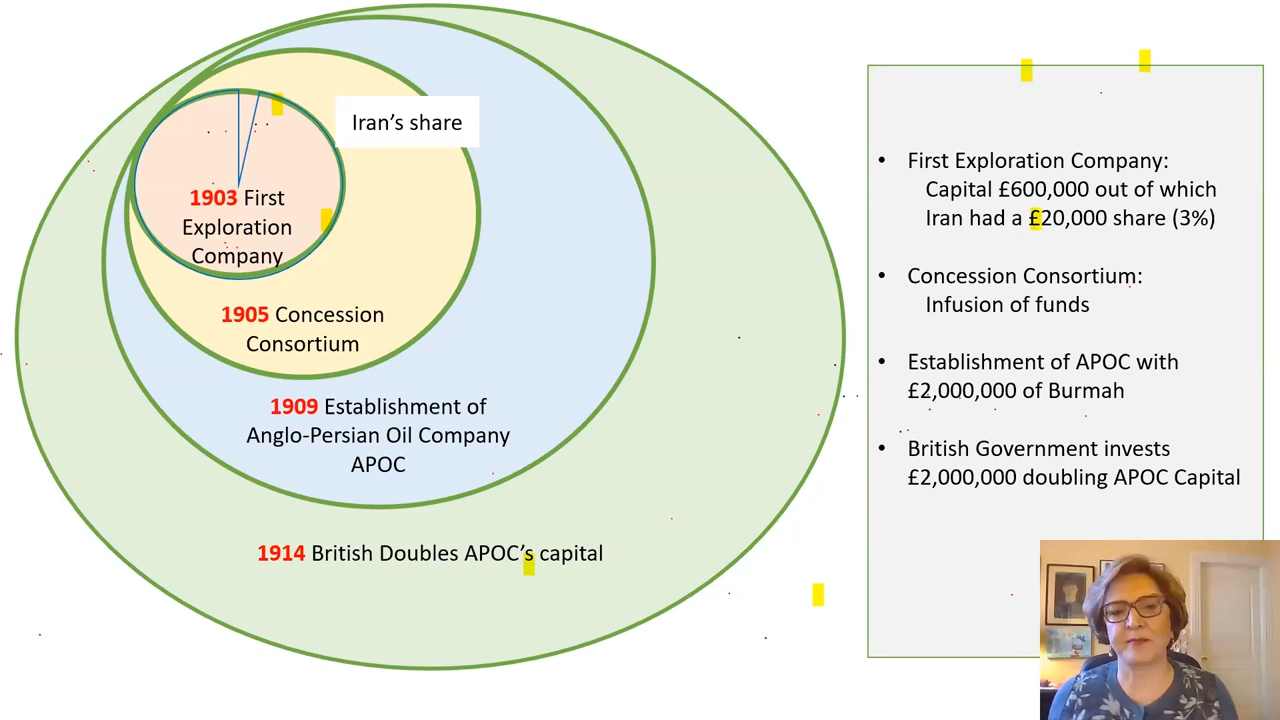 Iran’s share
1903 First
Exploration
Company
1905 Concession
Consortium
1909 Establishment of
Anglo-Persian Oil Company
APOC
1914 British Doubles APOC’s capital
• First Exploration Company:
Capital £600,000 out of which
Iran had a £20,000 share (3%)
• Concession Consortium:
Infusion of funds
• Establishment of APOC with
£2,000,000 of Burmah
• British Government invests
£2,000,000 doubling APOC Capital